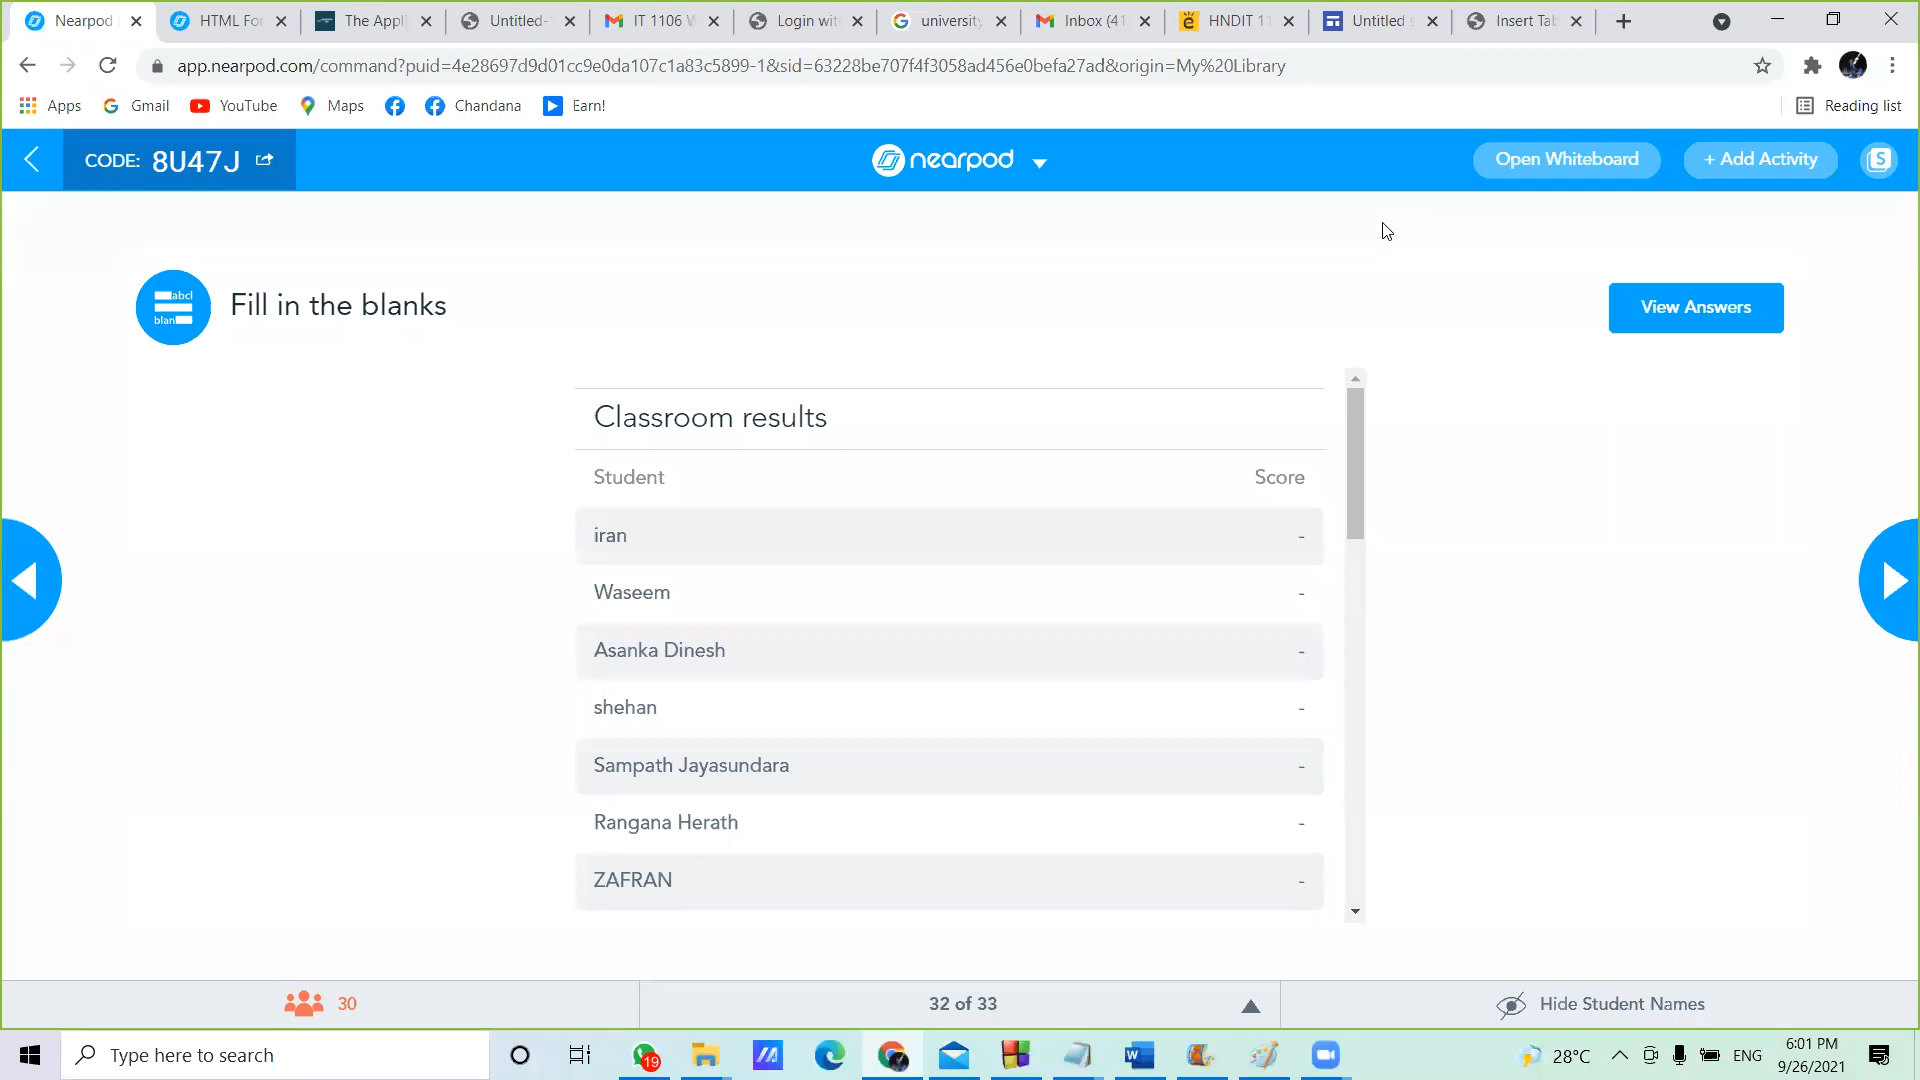 Nearpod
HTML For
The Appl
Untitled-
IT 1106 W
Login wit
university
Inbox (41
HNDIT 11
Untitled s
Insert Tab
app.nearpod.com/command?puid=4e28697d9d01cc9e0da107c1a83c5899-1&sid=63228be707f4f3058ad456e0befa27ad&origin=My%20Library
Apps
Gmail
YouTube
Maps
Chandana
Earn!
Reading list
CODE: 8U47J
nearpod
Open Whiteboard
+ Add Activity
S
abcl
blan
Fill in the blanks
View Answers
Classroom results
Student Score
iran -
Waseem -
Asanka Dinesh -
shehan -
Sampath Jayasundara -
Rangana Herath -
ZAFRAN -
30
32 of 33
Hide Student Names
Type here to search
19
28°C
ENG
6:01 PM
9/26/2021